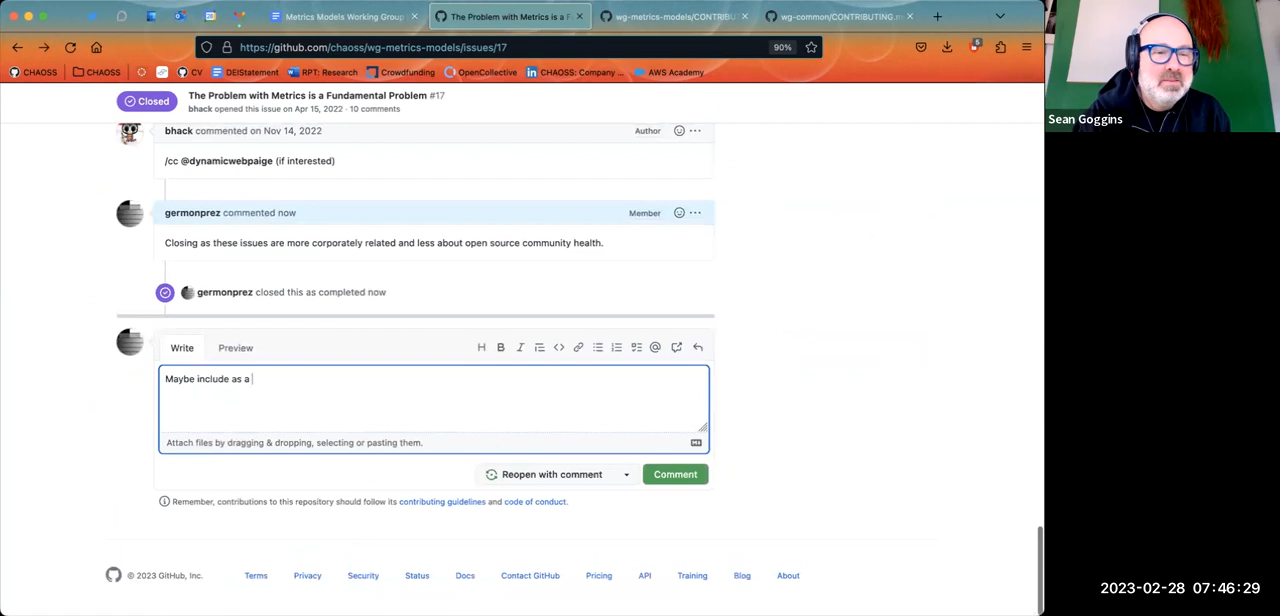 Metrics Models Working Group
The Problem with Metrics is a F
wg-metrics-models/CONTRIBUT
wg-common/CONTRIBUTING.m
https://github.com/chaoss/wg-metrics-models/issues/17
90%
5
CHAOSS
CHAOSS
CV
DEIStatement
RPT: Research
Crowdfunding
OpenCollective
CHAOSS: Company ...
AWS Academy
Closed
The Problem with Metrics is a Fundamental Problem #17
bhack opened this issue on Apr 15, 2022 · 10 comments
bhack commented on Nov 14, 2022
Author
/cc @dynamicwebpaige (if interested)
germonprez commented now
Member
Closing as these issues are more corporately related and less about open source community health.
germonprez closed this as completed now
Write
Preview
Maybe include as a
Attach files by dragging & dropping, selecting or pasting them.
Reopen with comment
Comment
Remember, contributions to this repository should follow its contributing guidelines and code of conduct.
© 2023 GitHub, Inc.
Terms
Privacy
Security
Status
Docs
Contact GitHub
Pricing
API
Training
Blog
About
Sean Goggins
2023-02-28 07:46:29